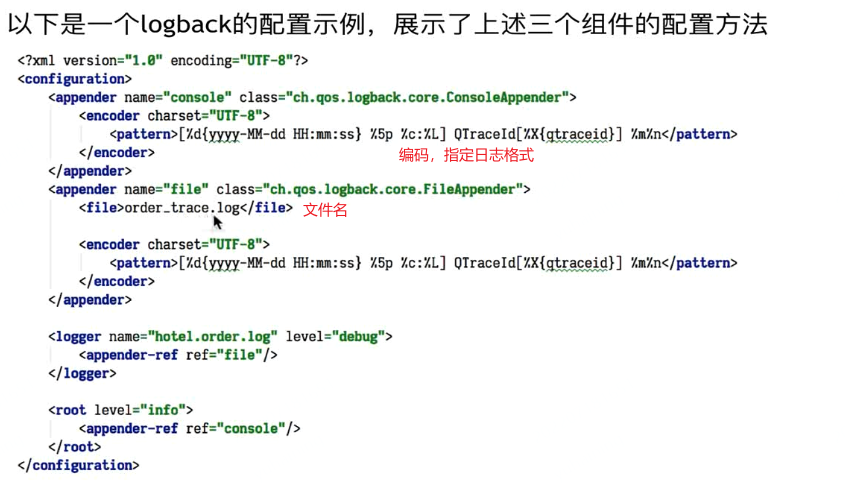 以下是一个logback的配置示例，展示了上述三个组件的配置方法
<?xml version="1.0" encoding="UTF-8"?>
<configuration>
    <appender name="console" class="ch.qos.logback.core.ConsoleAppender">
        <encoder charset="UTF-8">
            <pattern>[%d{yyyy-MM-dd HH:mm:ss} %5p %c:%L] QTraceId[%X{qtraceid}] %m%n</pattern>
        </encoder> 编码，指定日志格式
    </appender>
    <appender name="file" class="ch.qos.logback.core.FileAppender">
        <file>order_trace.log</file> 文件名
        <encoder charset="UTF-8">
            <pattern>[%d{yyyy-MM-dd HH:mm:ss} %5p %c:%L] QTraceId[%X{qtraceid}] %m%n</pattern>
        </encoder>
    </appender>
    <logger name="hotel.order.log" level="debug">
        <appender-ref ref="file"/>
    </logger>
    <root level="info">
        <appender-ref ref="console"/>
    </root>
</configuration>